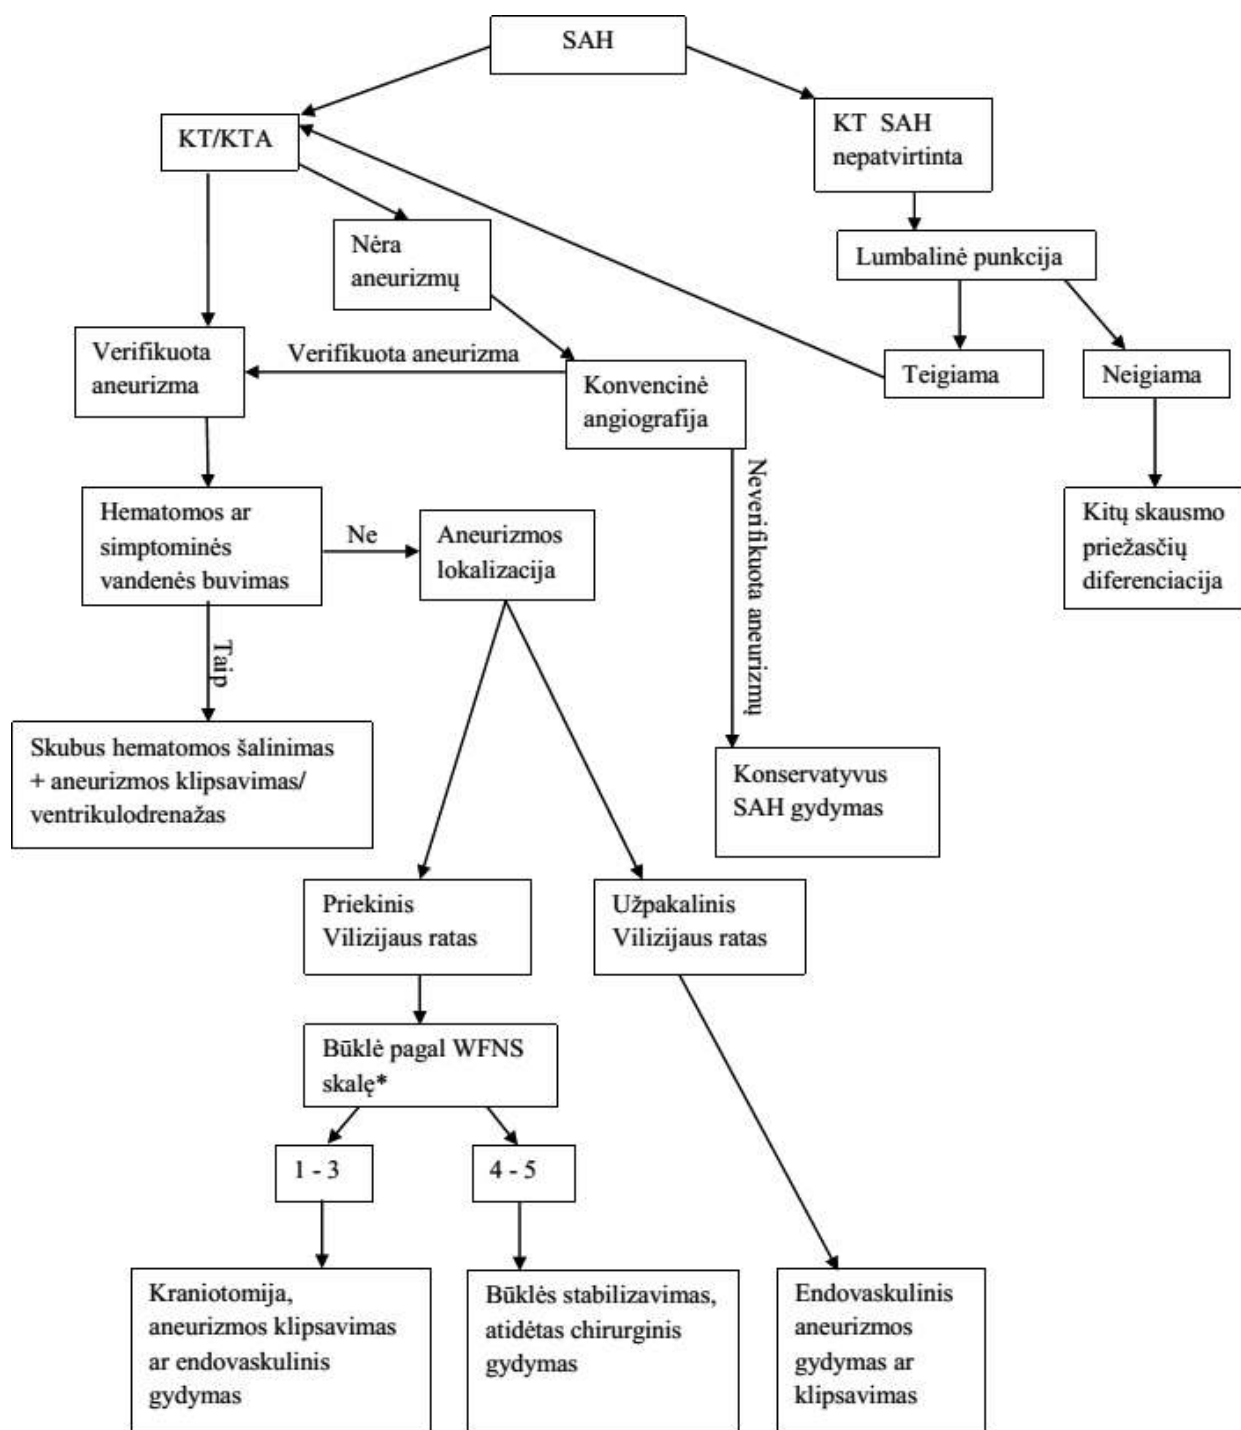 SAH
KT/KTA
KT SAH
nepatvirtinta
Nėra
aneurizmų
Lumbalinė punkcija
Verifikuota
aneurizma
Verifikuota aneurizma
Konvencinė
angiografija
Teigiama
Neigiama
Neverifikuota aneurizmų
Hematomos ar
simptominės
vandenės buvimas
Ne
Aneurizmos
lokalizacija
Kitų skausmo
priežasčių
diferenciacija
Taip
Skubus hematomos šalinimas
+ aneurizmos klipsavimas/
ventrikulodrenažas
Konservatyvus
SAH gydymas
Priekinis
Vilizijaus ratas
Užpakalinis
Vilizijaus ratas
Būklė pagal WFNS
skalę*
1 - 3
4 - 5
Kraniotomija,
aneurizmos klipsavimas
ar endovaskulinis
gydymas
Būklės stabilizavimas,
atidėtas chirurginis
gydymas
Endovaskulinis
aneurizmos
gydymas ar
klipsavimas